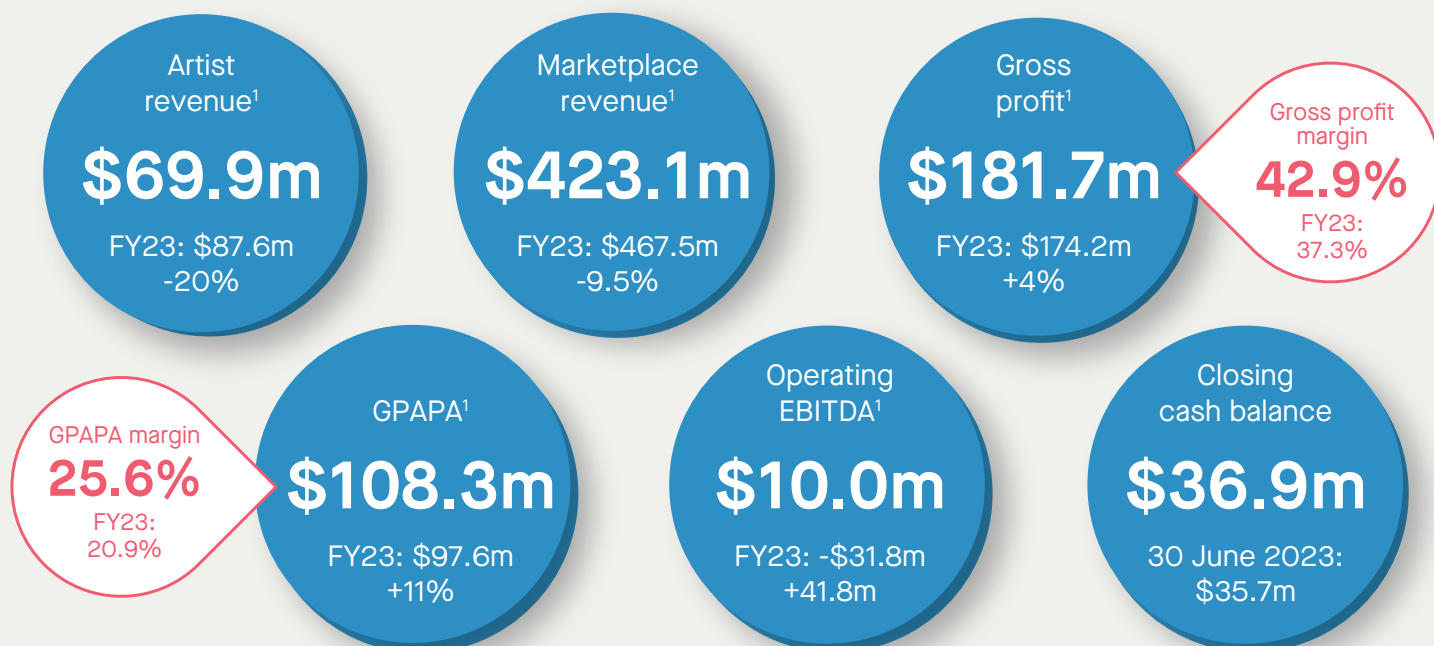 Artist
revenue¹
$69.9m
FY23: $87.6m
-20%
Marketplace
revenue¹
$423.1m
FY23: $467.5m
-9.5%
Gross
profit¹
$181.7m
FY23: $174.2m
+4%
Gross profit
margin
42.9%
FY23:
37.3%
GPAPA margin
25.6%
FY23:
20.9%
GPAPA¹
$108.3m
FY23: $97.6m
+11%
Operating
EBITDA¹
$10.0m
FY23: -$31.8m
+41.8m
Closing
cash balance
$36.9m
30 June 2023:
$35.7m